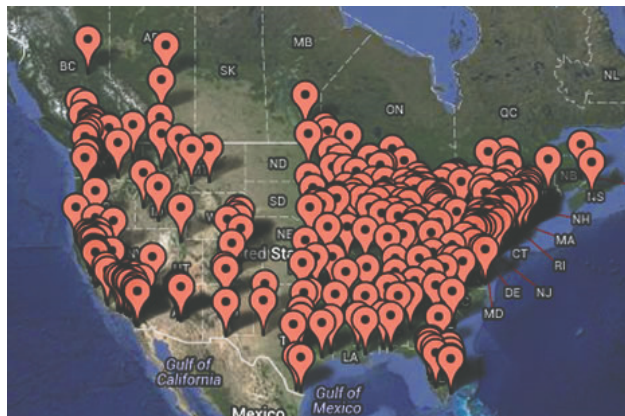 BC
AB
SK
MB
ON
QC
NL
NB
NS
ND
SD
NE
NH
MA
RI
CT
NJ
DE
MD
UT
LA
Gulf of
California
Gulf of
Mexico
Mexico